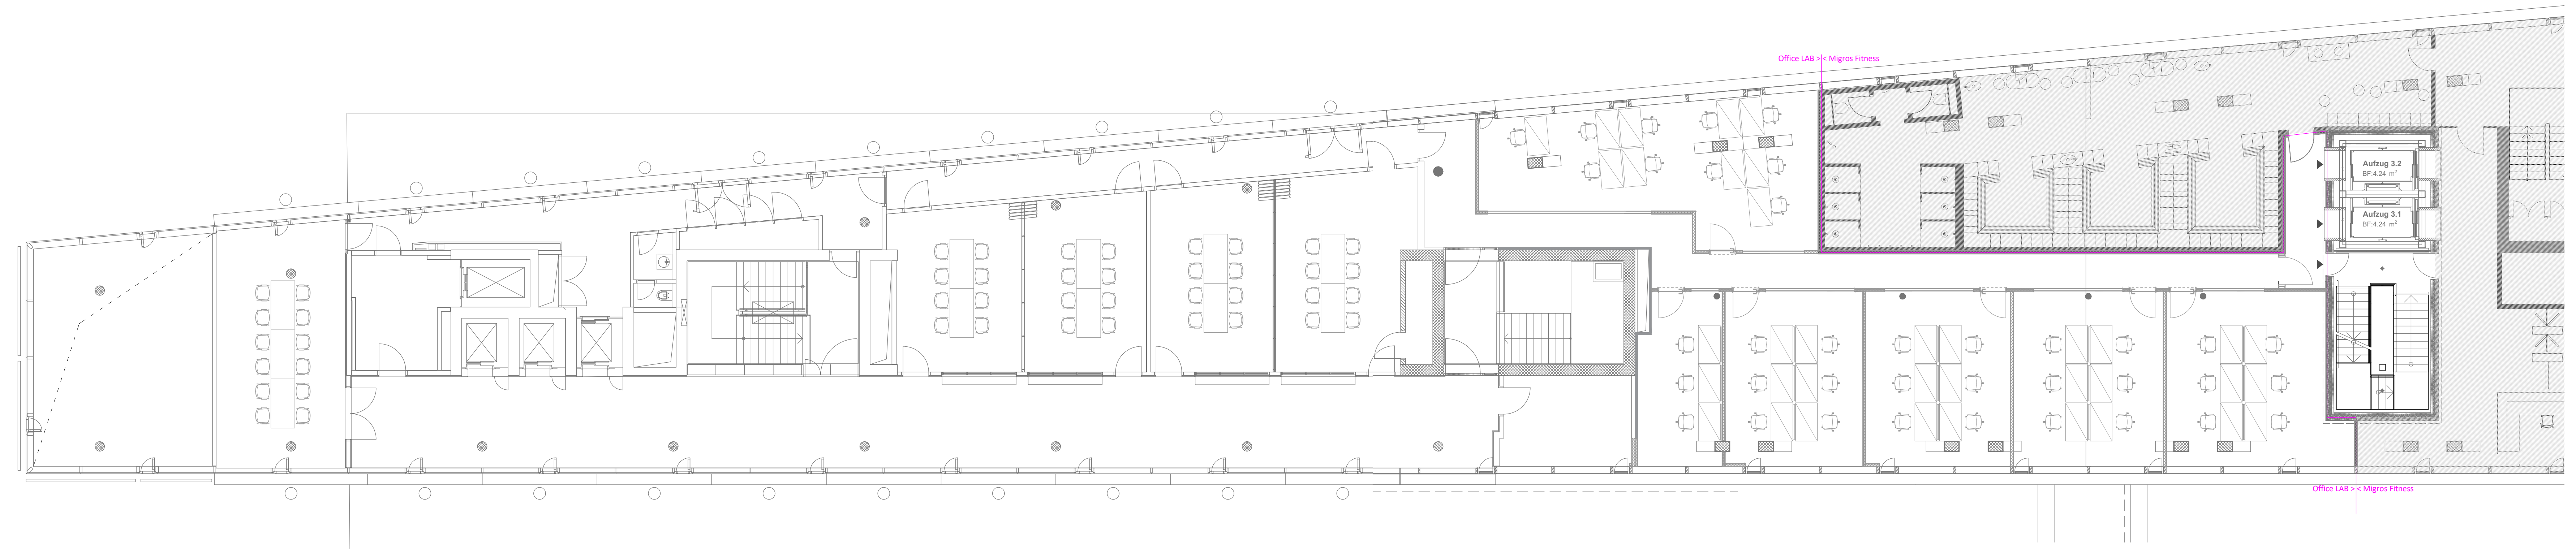 Office LAB > < Migros Fitness
Aufzug 3.2
BF:4.24 m²
Aufzug 3.1
BF:4.24 m²
Office LAB > < Migros Fitness